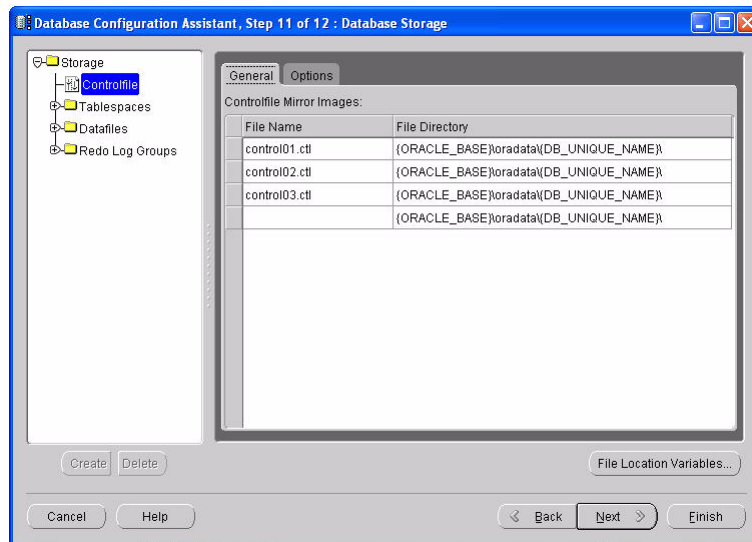 Database Configuration Assistant, Step 11 of 12 : Database Storage
Storage
Controlfile
Tablespaces
Datafiles
Redo Log Groups
General Options
Controlfile Mirror Images:
File Name File Directory
control01.ctl {ORACLE_BASE}\oradata\{DB_UNIQUE_NAME}\
control02.ctl {ORACLE_BASE}\oradata\{DB_UNIQUE_NAME}\
control03.ctl {ORACLE_BASE}\oradata\{DB_UNIQUE_NAME}\
{ORACLE_BASE}\oradata\{DB_UNIQUE_NAME}\
Create Delete
File Location Variables...
Cancel Help Back Next Finish